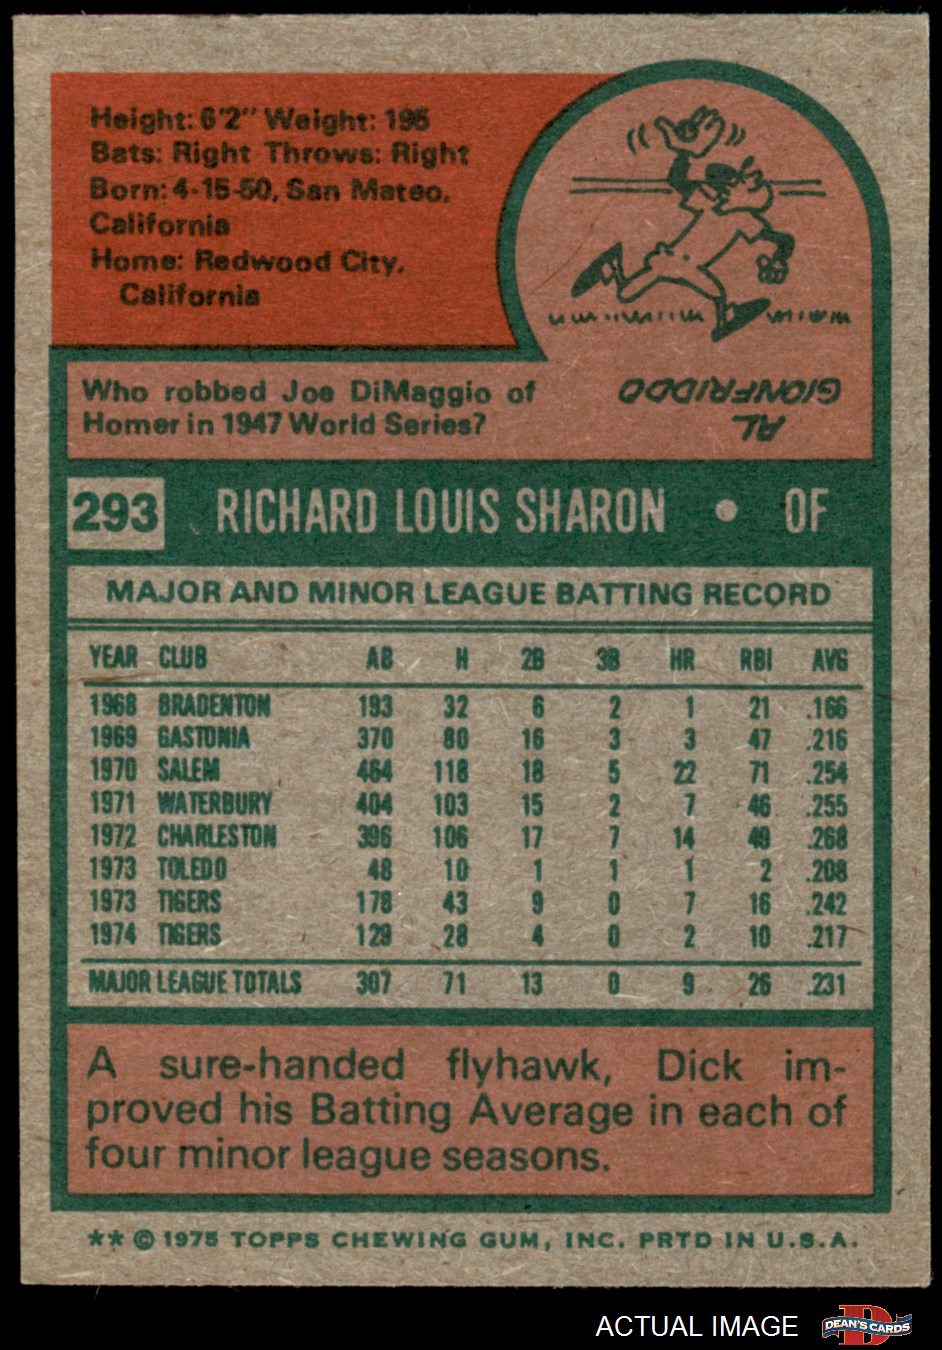 Height: 6'2" Weight: 195
Bats: Right Throws: Right
Born: 4-15-50, San Mateo,
California
Home: Redwood City,
California
Who robbed Joe DiMaggio of
Homer in 1947 World Series?
AL
GIONFRIDDO
293 RICHARD LOUIS SHARON • OF
MAJOR AND MINOR LEAGUE BATTING RECORD
YEAR CLUB AB H 2B 3B HR RBI AVG
1968 BRADENTON 193 32 6 2 1 21 .166
1969 GASTONIA 370 80 16 3 3 47 .216
1970 SALEM 464 118 18 5 22 71 .254
1971 WATERBURY 404 103 15 2 7 46 .255
1972 CHARLESTON 396 106 17 7 14 49 .268
1973 TOLEDO 48 10 1 1 1 2 .208
1973 TIGERS 178 43 9 0 7 16 .242
1974 TIGERS 129 28 4 0 2 10 .217
MAJOR LEAGUE TOTALS 307 71 13 0 9 26 .231
A sure-handed flyhawk, Dick im-
proved his Batting Average in each of
four minor league seasons.
** © 1975 TOPPS CHEWING GUM, INC. PRTD IN U.S.A.
ACTUAL IMAGE
D
DEAN'S CARDS